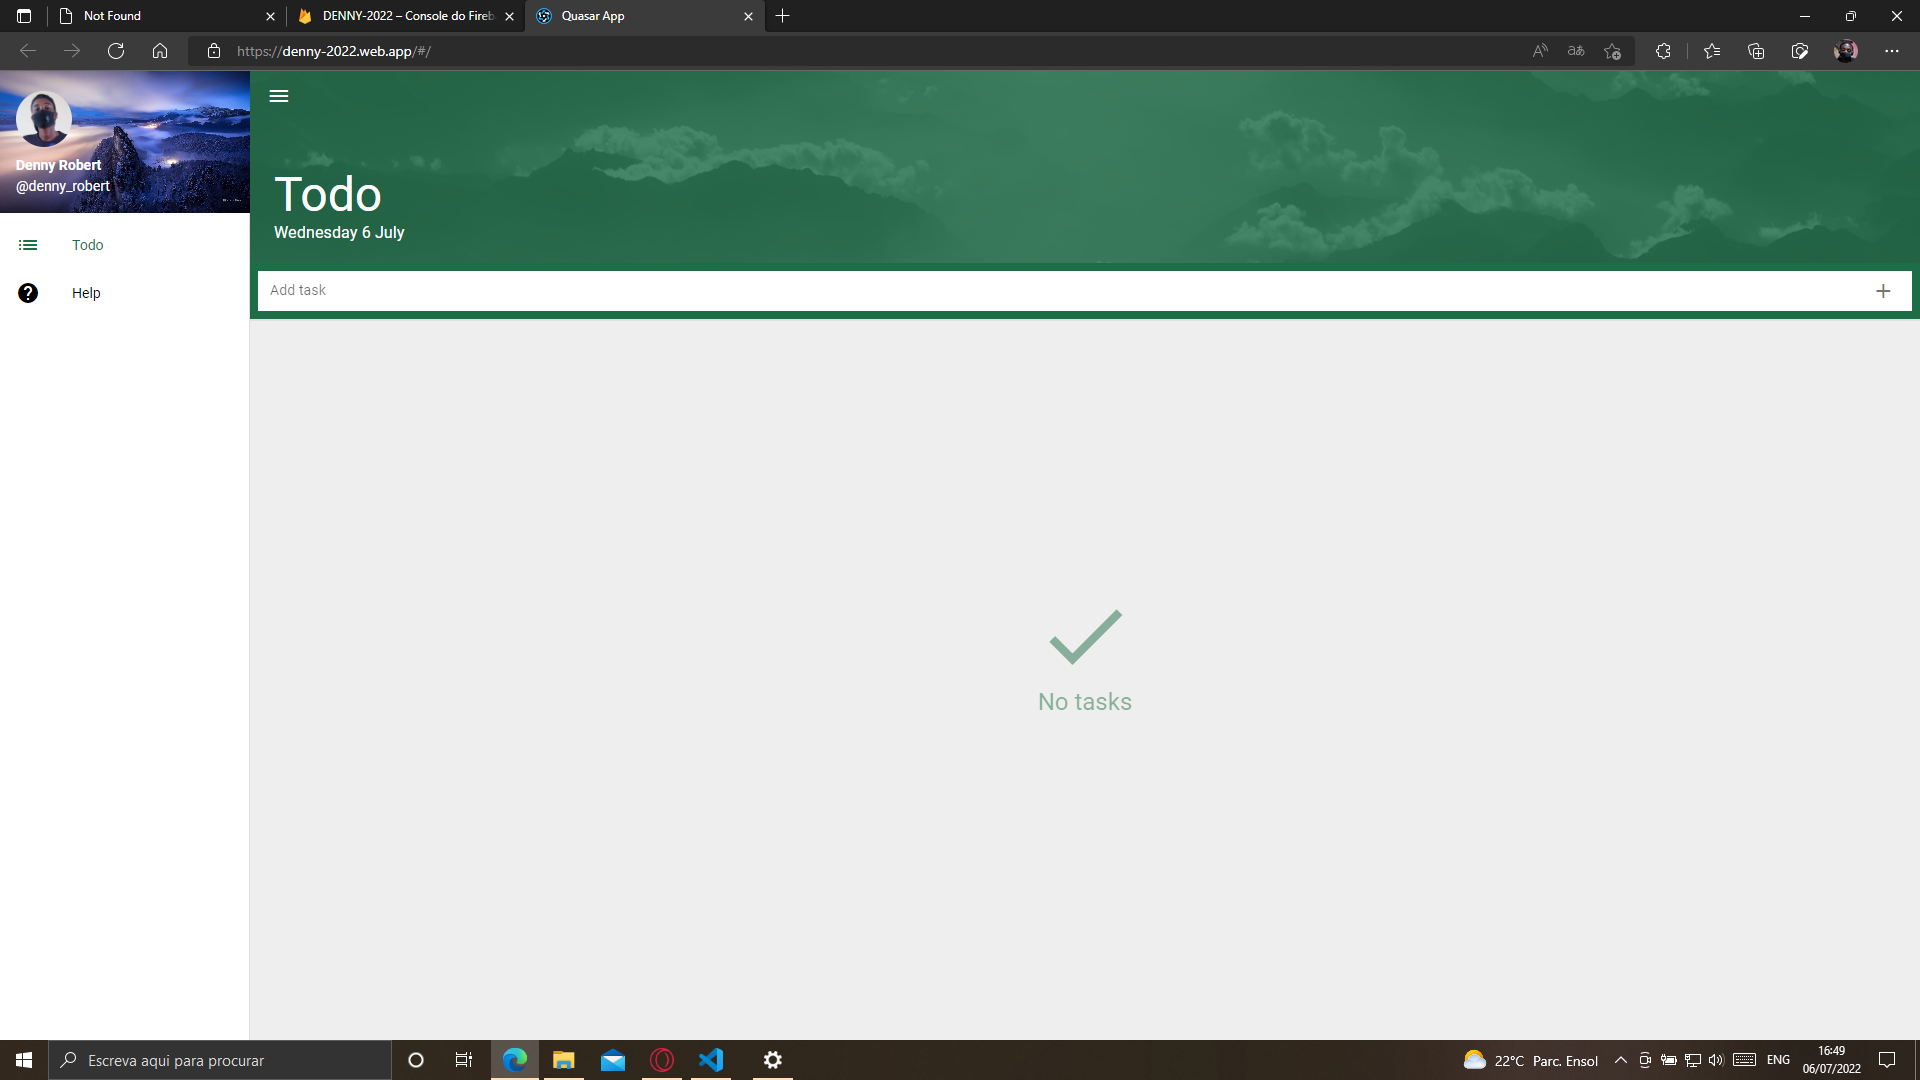 Not Found
DENNY-2022 – Console do Fireb
Quasar App
https://denny-2022.web.app/#/
Denny Robert
@denny_robert
Todo
Help
Todo
Wednesday 6 July
Add task
No tasks
Escreva aqui para procurar
22°C Parc. Ensol
ENG
16:49
06/07/2022